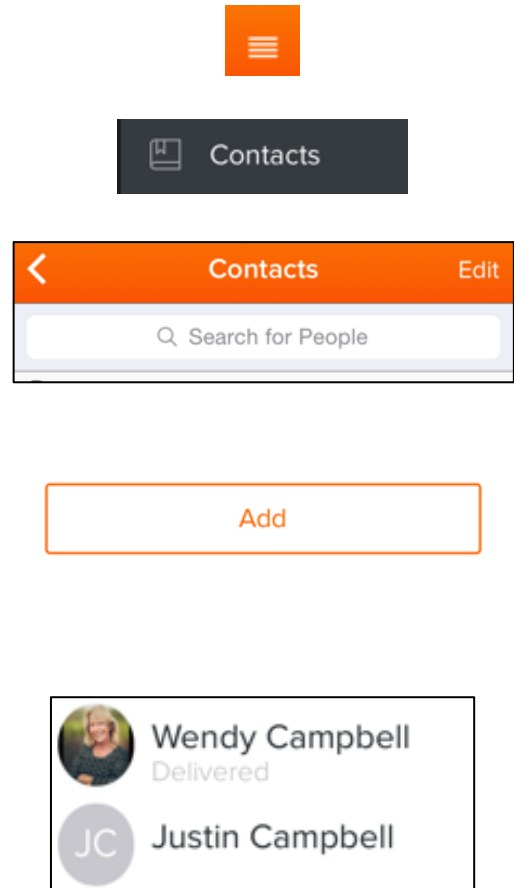 Contacts
Contacts Edit
Search for People
Add
Wendy Campbell
Delivered
JC Justin Campbell